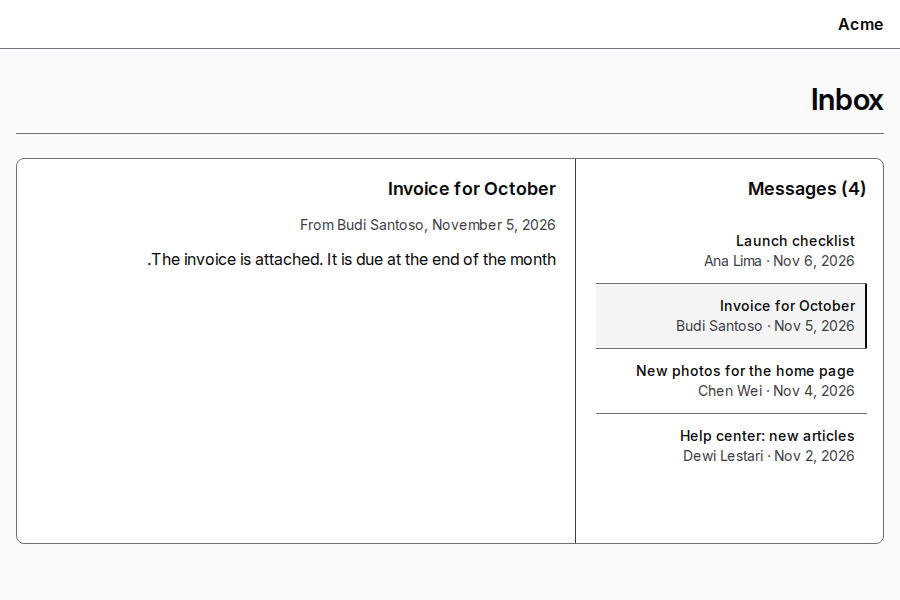 Acme
Inbox
Messages (4)
Launch checklist
Ana Lima · Nov 6, 2026
Invoice for October
Budi Santoso · Nov 5, 2026
New photos for the home page
Chen Wei · Nov 4, 2026
Help center: new articles
Dewi Lestari · Nov 2, 2026
Invoice for October
From Budi Santoso, November 5, 2026
.The invoice is attached. It is due at the end of the month